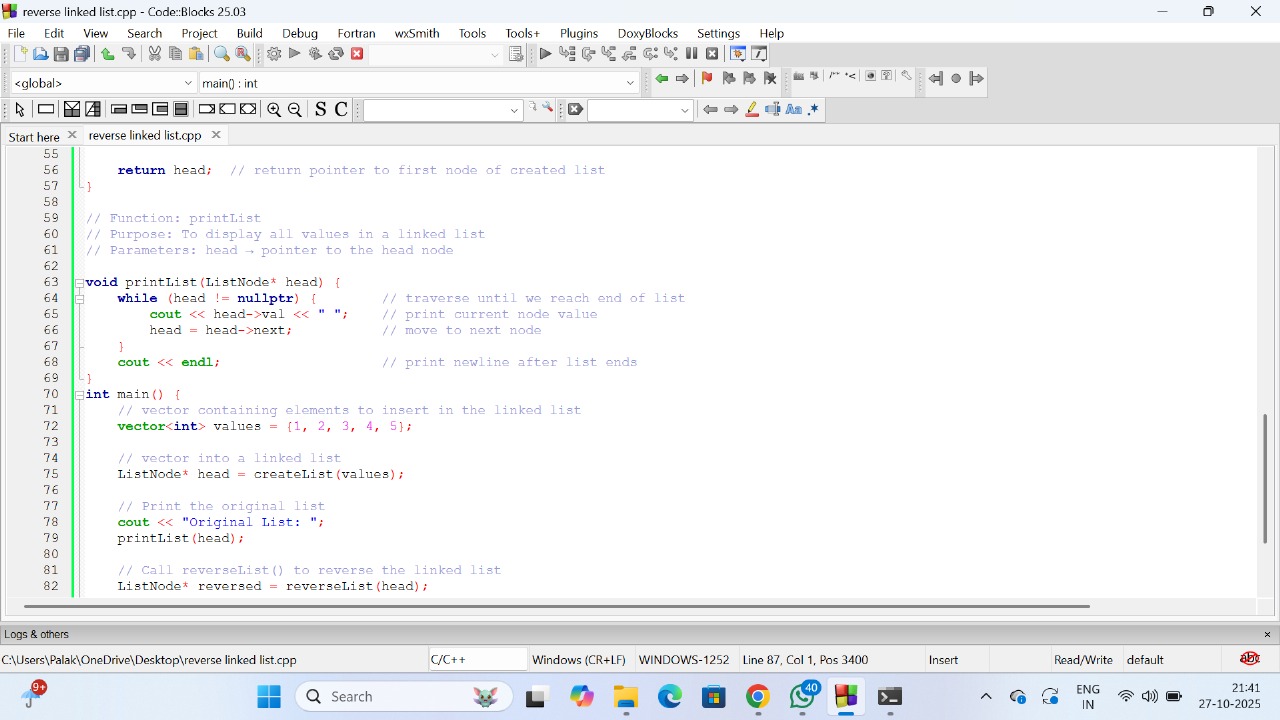 reverse linked list.cpp - Code::Blocks 25.03
File Edit View Search Project Build Debug Fortran wxSmith Tools Tools+ Plugins DoxyBlocks Settings Help
<global> main() : int
S C Aa .*
Start here reverse linked list.cpp
55
56 return head; // return pointer to first node of created list
57 }
58
59 // Function: printList
60 // Purpose: To display all values in a linked list
61 // Parameters: head → pointer to the head node
62
63 void printList(ListNode* head) {
64 while (head != nullptr) { // traverse until we reach end of list
65 cout << head->val << " "; // print current node value
66 head = head->next; // move to next node
67 }
68 cout << endl; // print newline after list ends
69 }
70 int main() {
71 // vector containing elements to insert in the linked list
72 vector<int> values = {1, 2, 3, 4, 5};
73
74 // vector into a linked list
75 ListNode* head = createList(values);
76
77 // Print the original list
78 cout << "Original List: ";
79 printList(head);
80
81 // Call reverseList() to reverse the linked list
82 ListNode* reversed = reverseList(head);
Logs & others
C:\Users\Palak\OneDrive\Desktop\reverse linked list.cpp C/C++ Windows (CR+LF) WINDOWS-1252 Line 87, Col 1, Pos 3400 Insert Read/Write default abc
9+ Search 40 ENG IN 21:41 27-10-2025